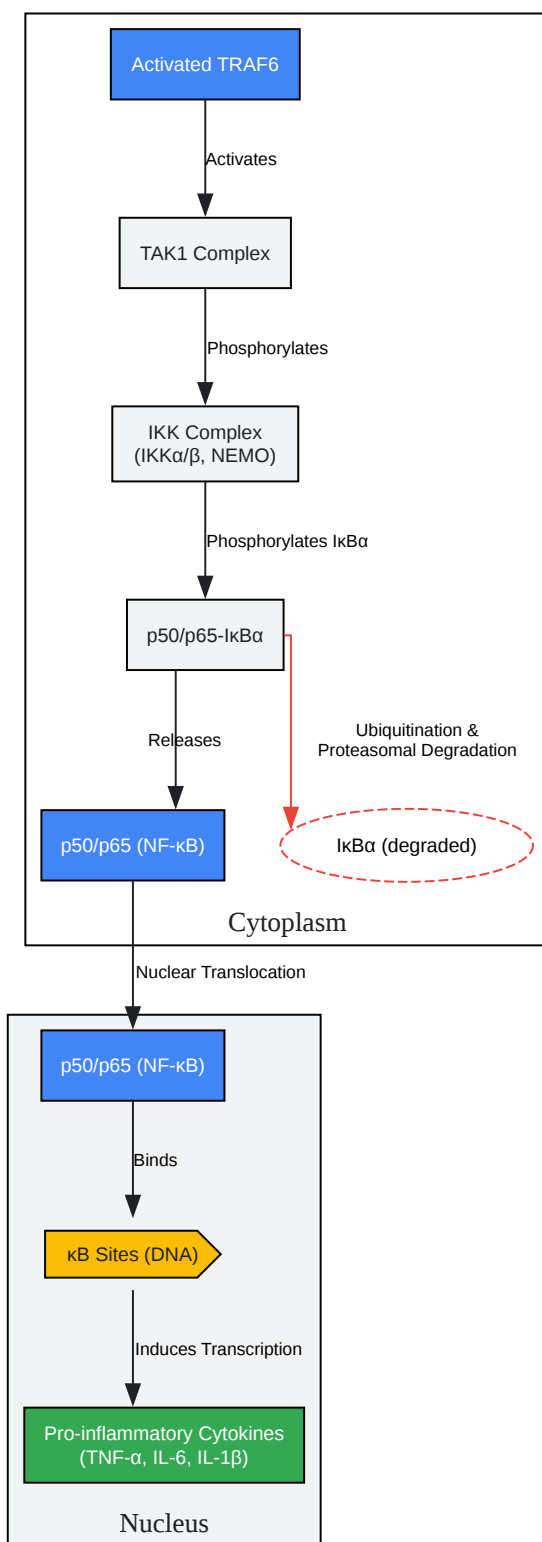 Activated TRAF6
Activates
TAK1 Complex
Phosphorylates
IKK Complex
(IKKα/β, NEMO)
Phosphorylates IκBα
p50/p65-IκBα
Releases
Ubiquitination &
Proteasomal Degradation
p50/p65 (NF-κB)
IκBα (degraded)
Cytoplasm
Nuclear Translocation
p50/p65 (NF-κB)
Binds
κB Sites (DNA)
Induces Transcription
Pro-inflammatory Cytokines
(TNF-α, IL-6, IL-1β)
Nucleus